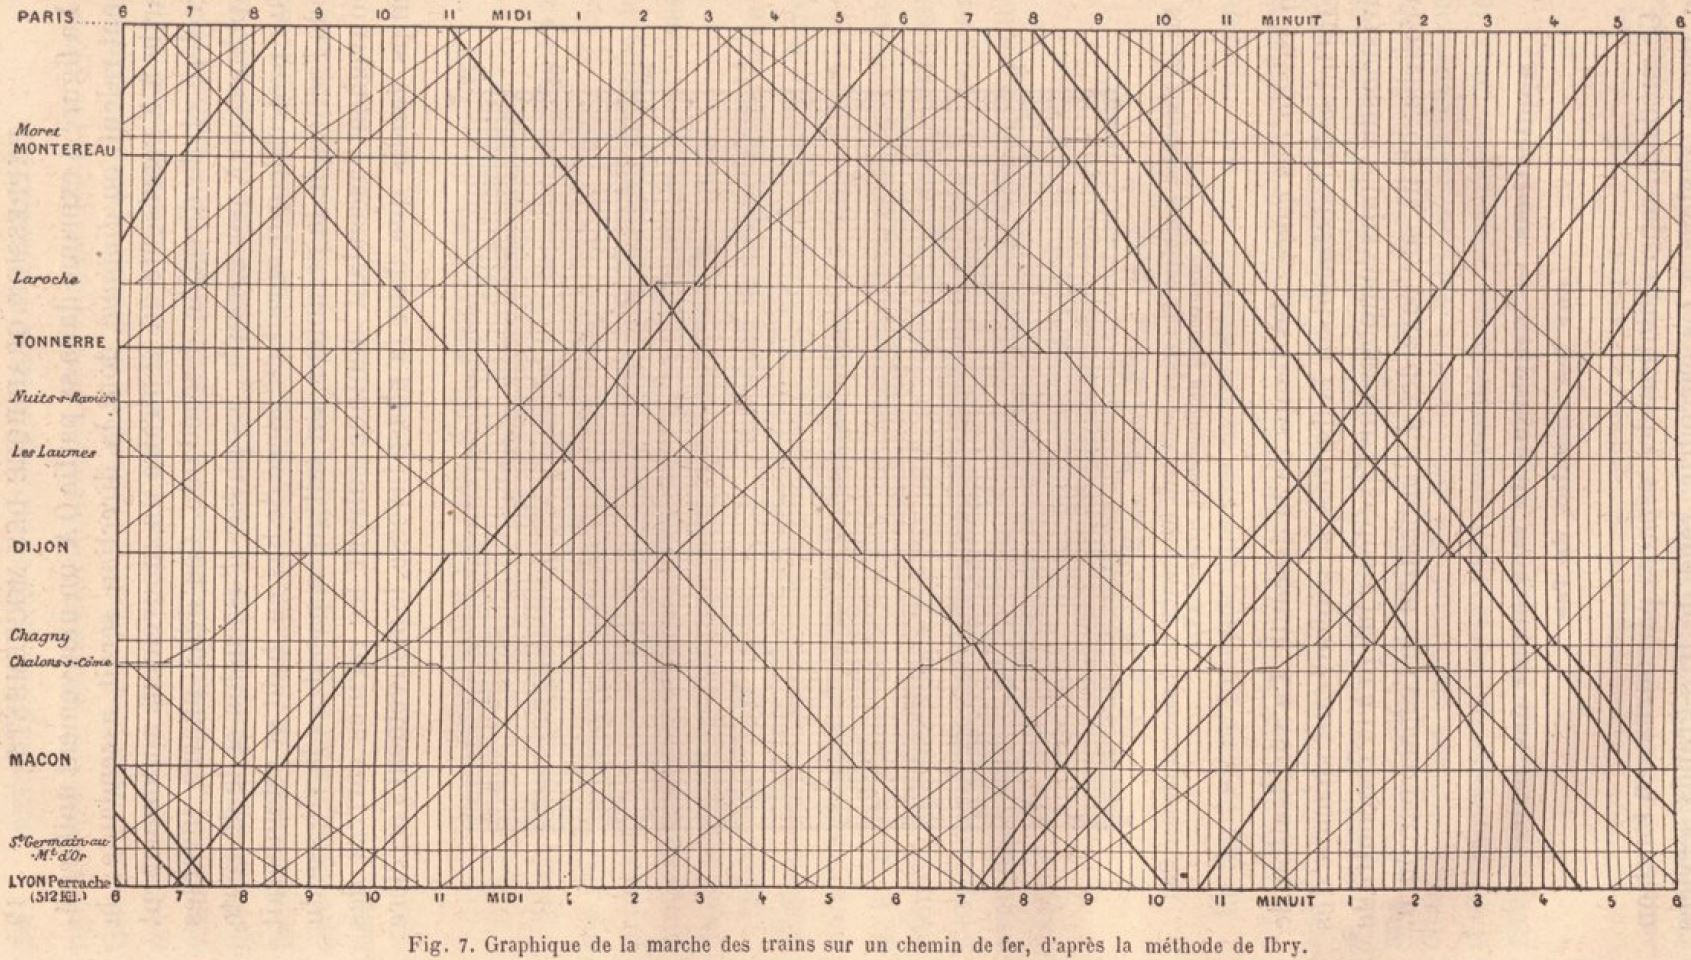 PARIS 6 7 8 9 10 11 MIDI 1 2 3 4 5 6 7 8 9 10 11 MINUIT 1 2 3 4 5 6
Moret
MONTEREAU
Laroche
TONNERRE
Nuits-s-Ravière
Les Laumes
DIJON
Chagny
Chalons-s-Côme
MACON
St Germain-au-
-Mt d'Or
LYON Perrache
(512 Kil.) 6 7 8 9 10 11 MIDI 1 2 3 4 5 6 7 8 9 10 11 MINUIT 1 2 3 4 5 6
Fig. 7. Graphique de la marche des trains sur un chemin de fer, d'après la méthode de Ibry.